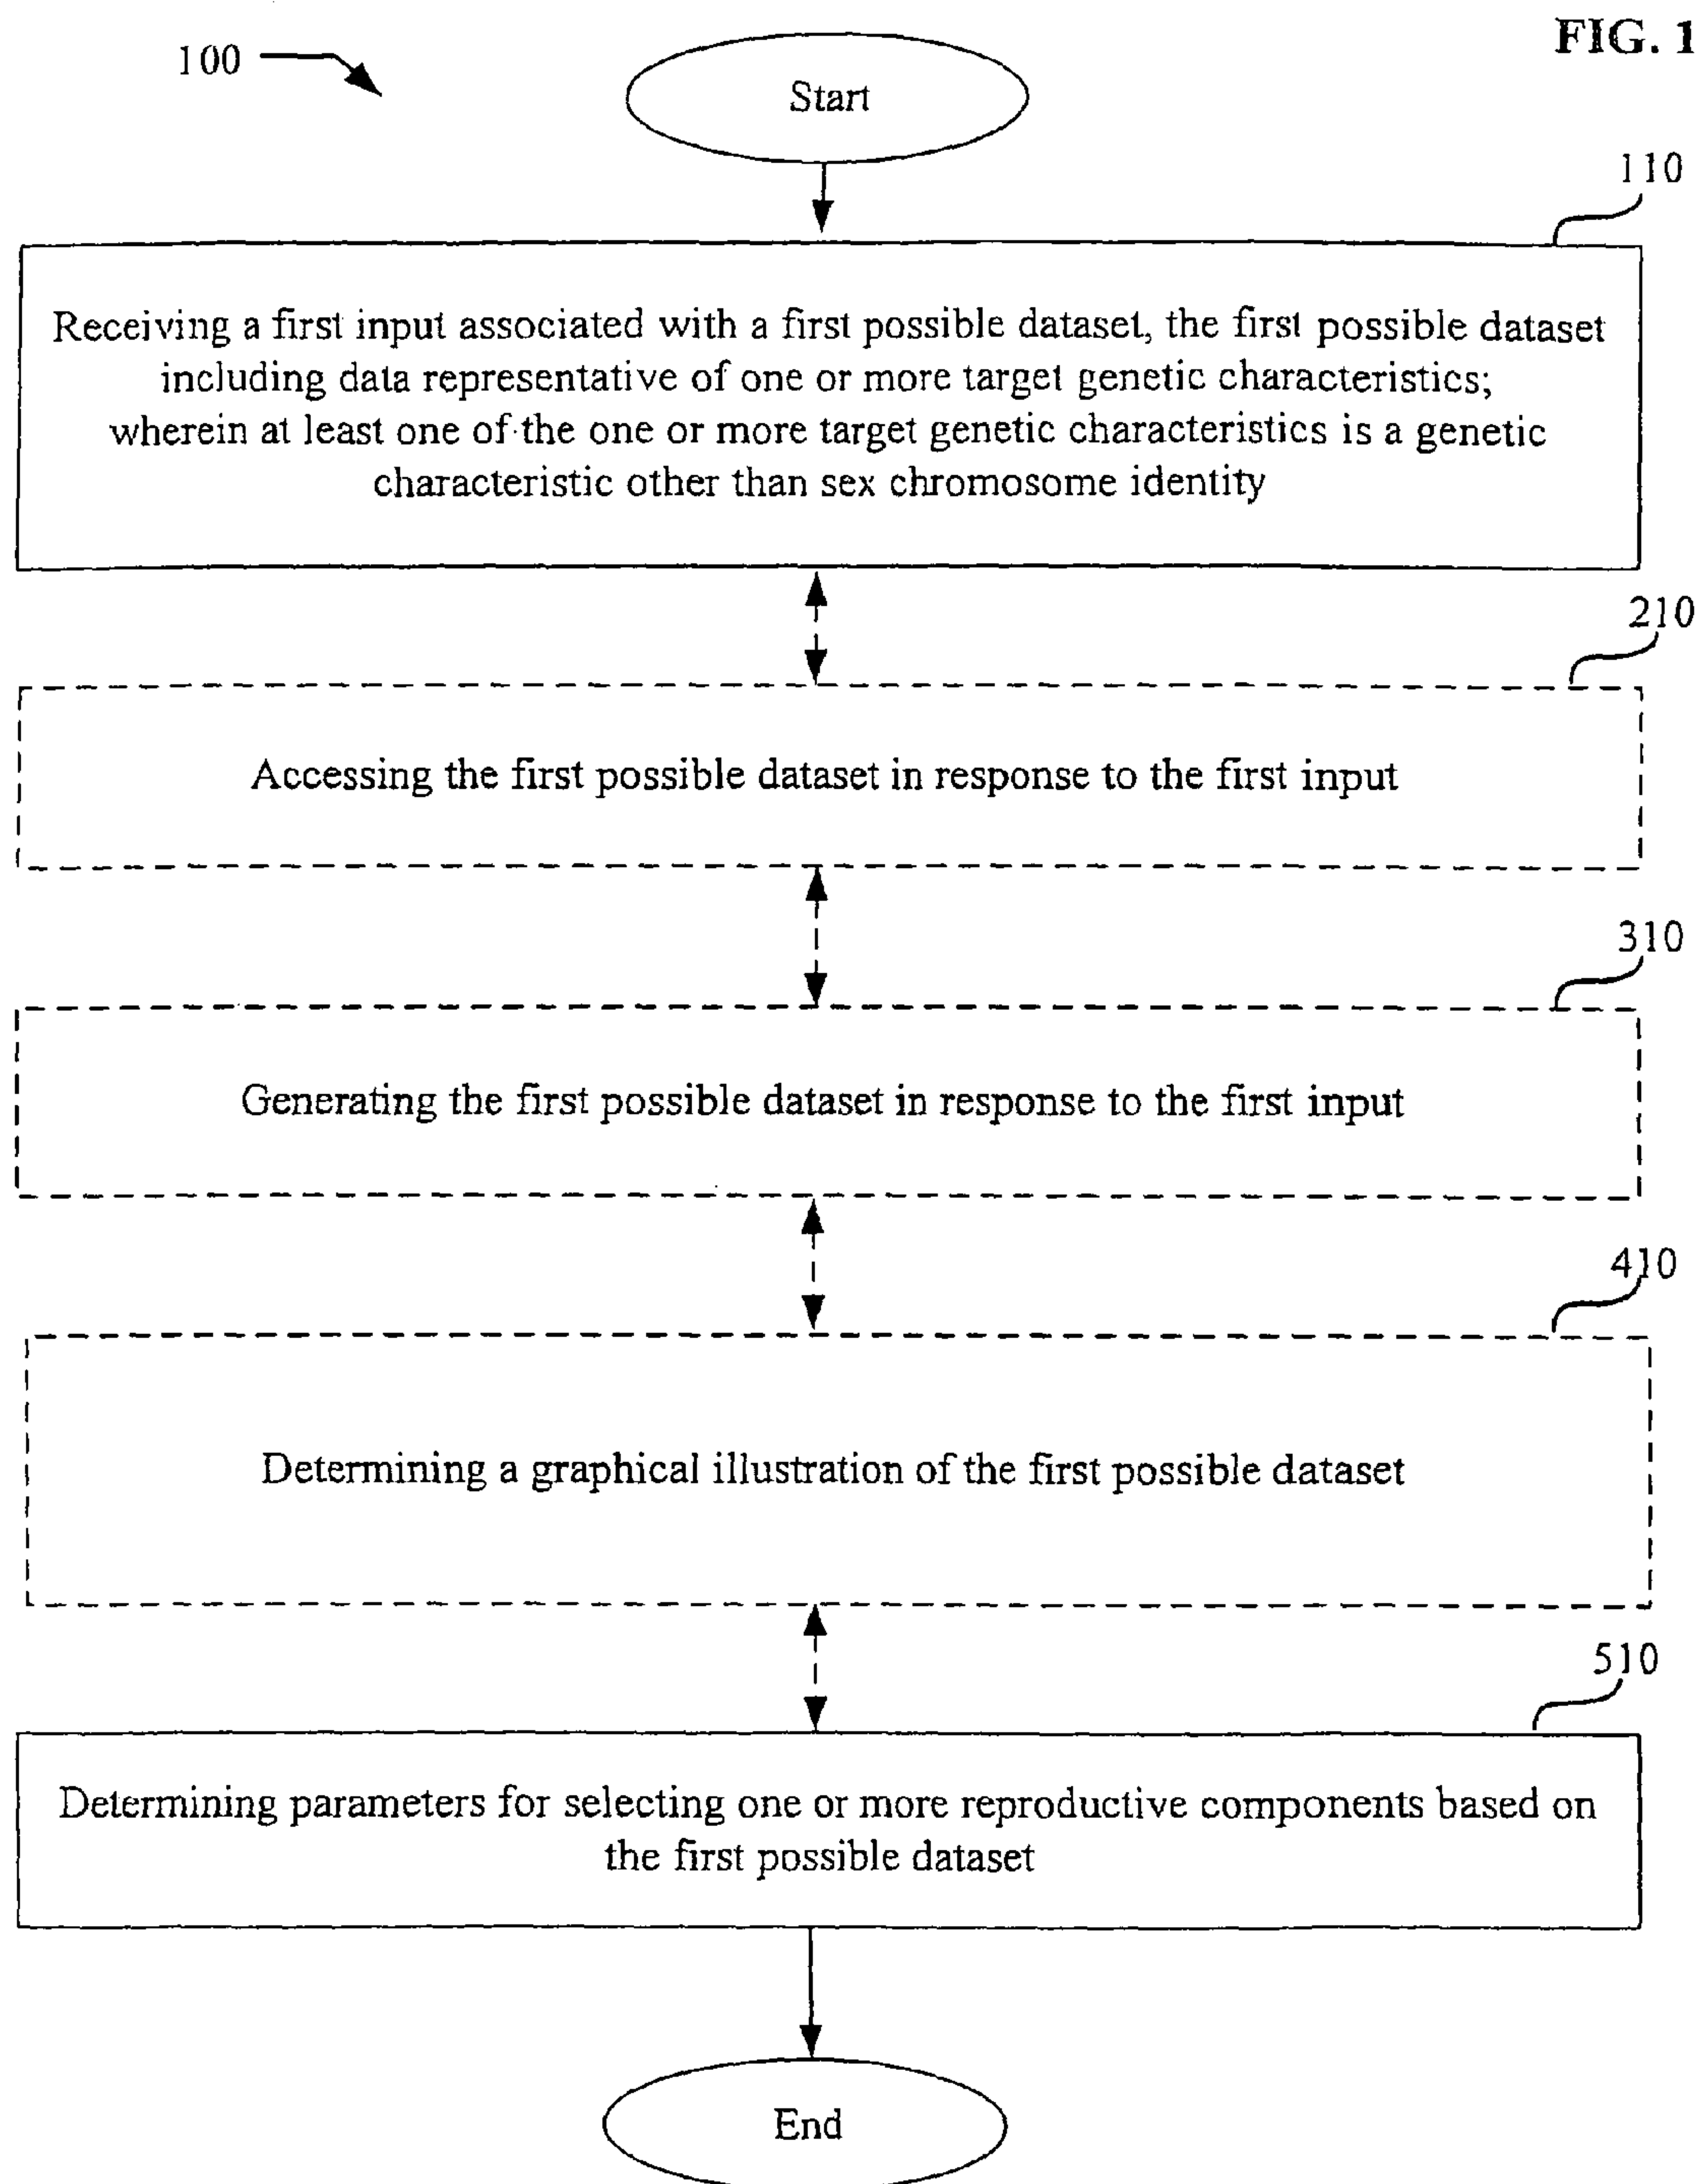 FIG. 1
100
Start
110
Receiving a first input associated with a first possible dataset, the first possible dataset
including data representative of one or more target genetic characteristics;
wherein at least one of the one or more target genetic characteristics is a genetic
characteristic other than sex chromosome identity
210
Accessing the first possible dataset in response to the first input
310
Generating the first possible dataset in response to the first input
410
Determining a graphical illustration of the first possible dataset
510
Determining parameters for selecting one or more reproductive components based on
the first possible dataset
End